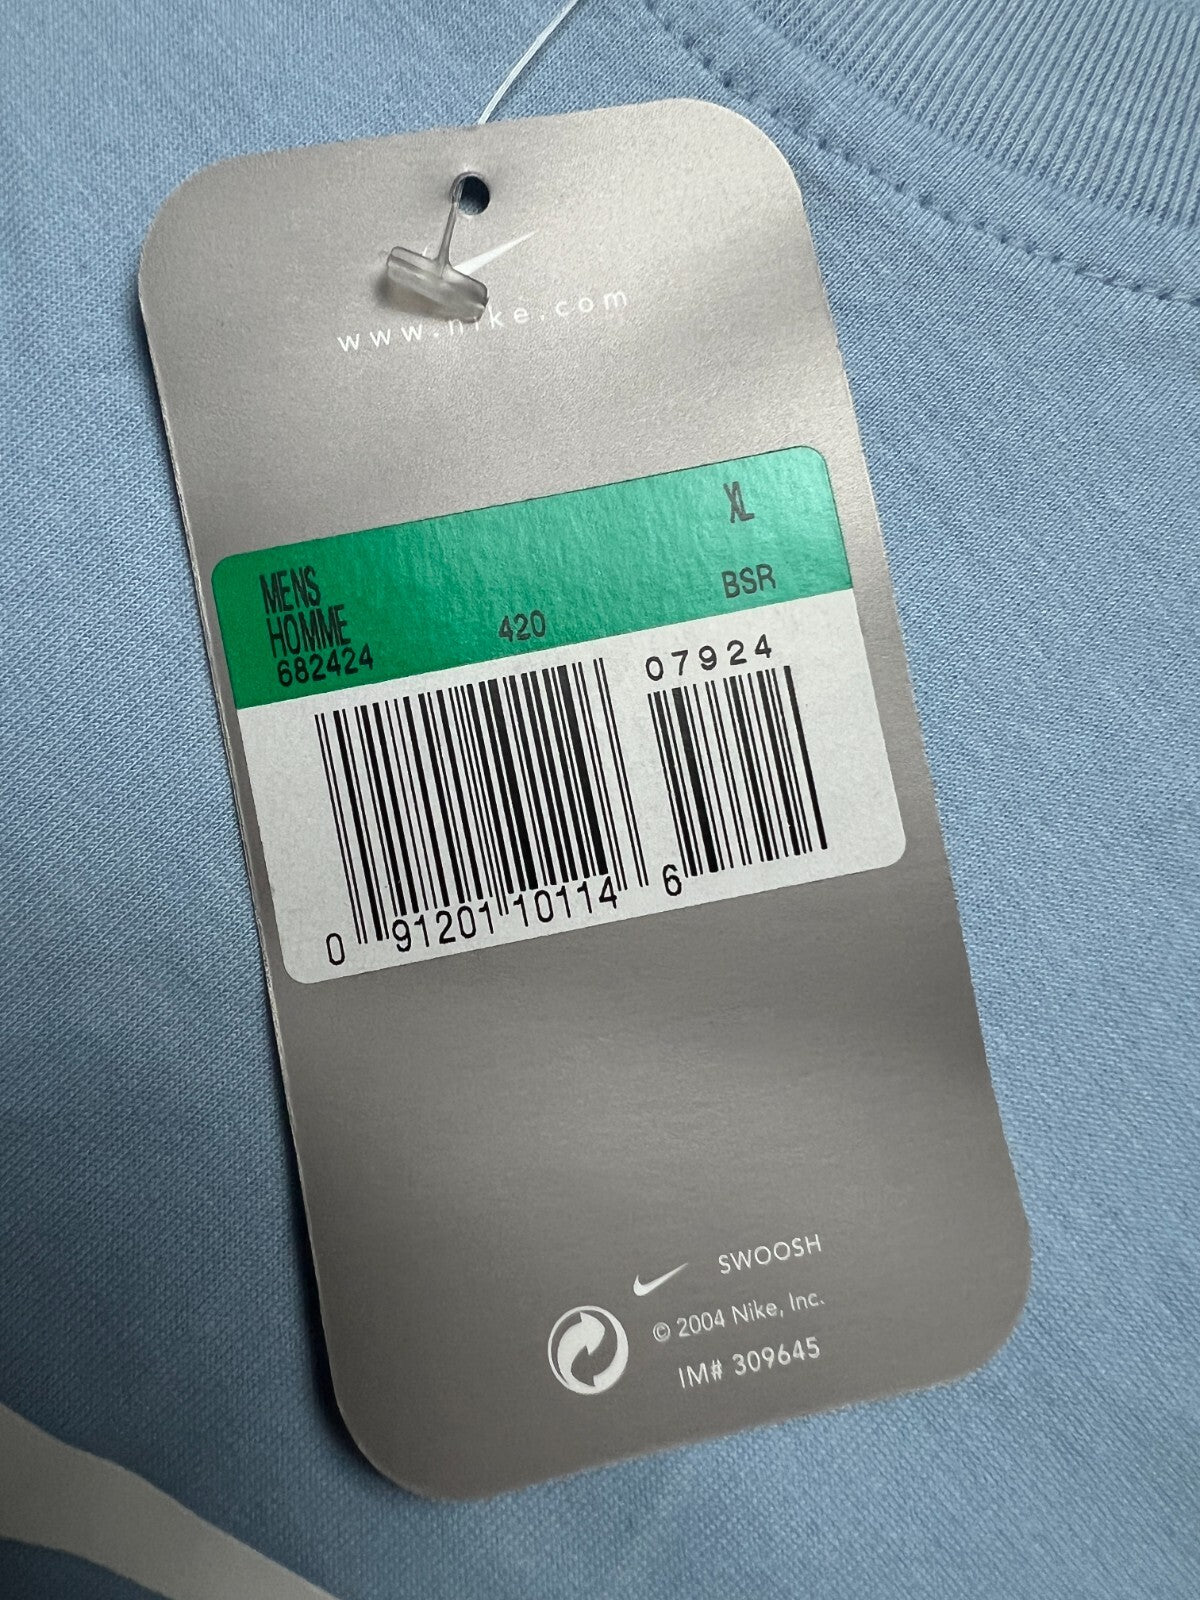 www.nike.com
XL
MENS
HOMME
682424 420 BSR
07924
0 91201 10114 6
SWOOSH
© 2004 Nike, Inc.
IM# 309645